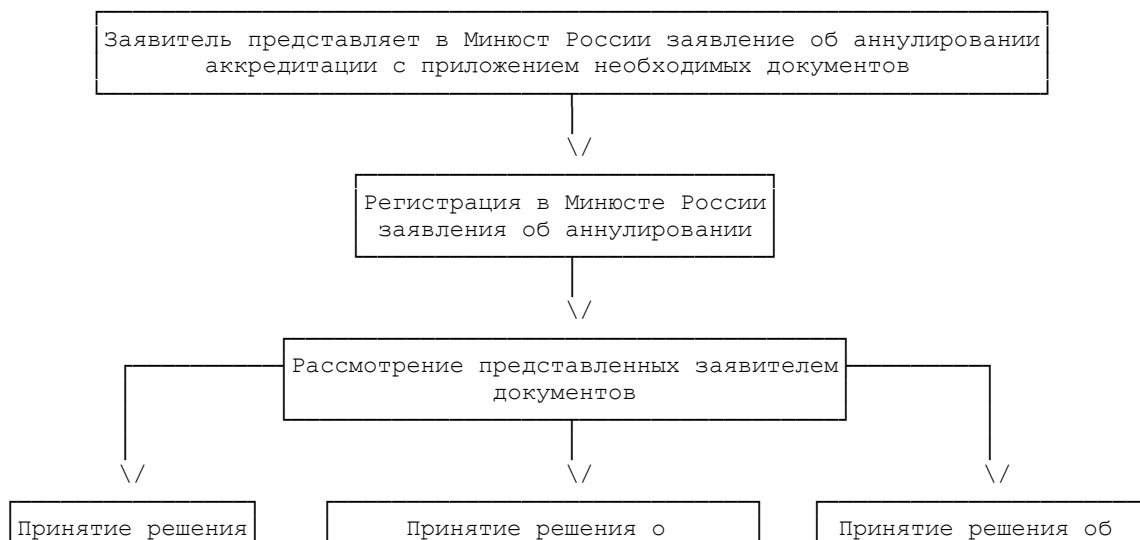 Заявитель представляет в Минюст России заявление об аннулировании
аккредитации с приложением необходимых документов
Регистрация в Минюсте России
заявления об аннулировании
Рассмотрение представленных заявителем
документов
Принятие решения
Принятие решения о
Принятие решения об